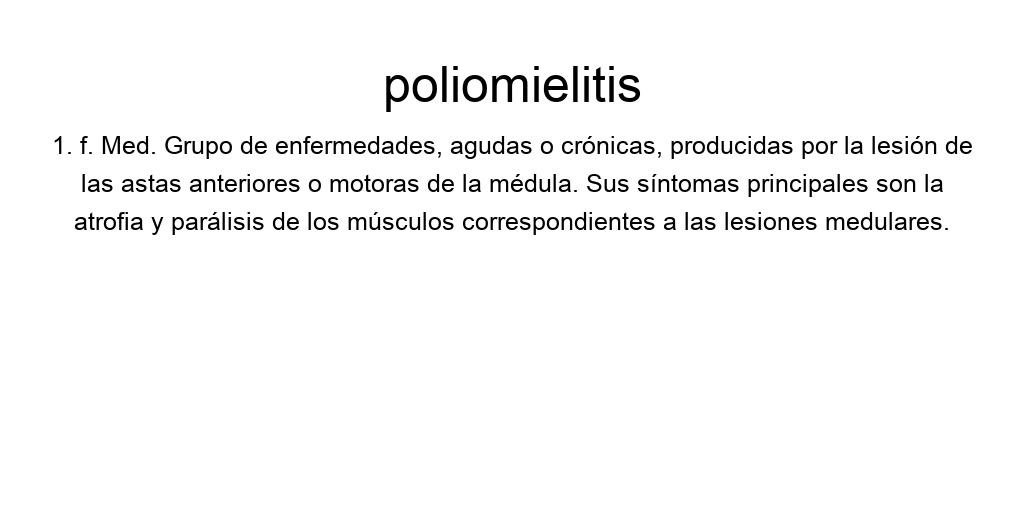 poliomielitis
1. f. Med. Grupo de enfermedades, agudas o crónicas, producidas por la lesión de
las astas anteriores o motoras de la médula. Sus síntomas principales son la
atrofia y parálisis de los músculos correspondientes a las lesiones medulares.